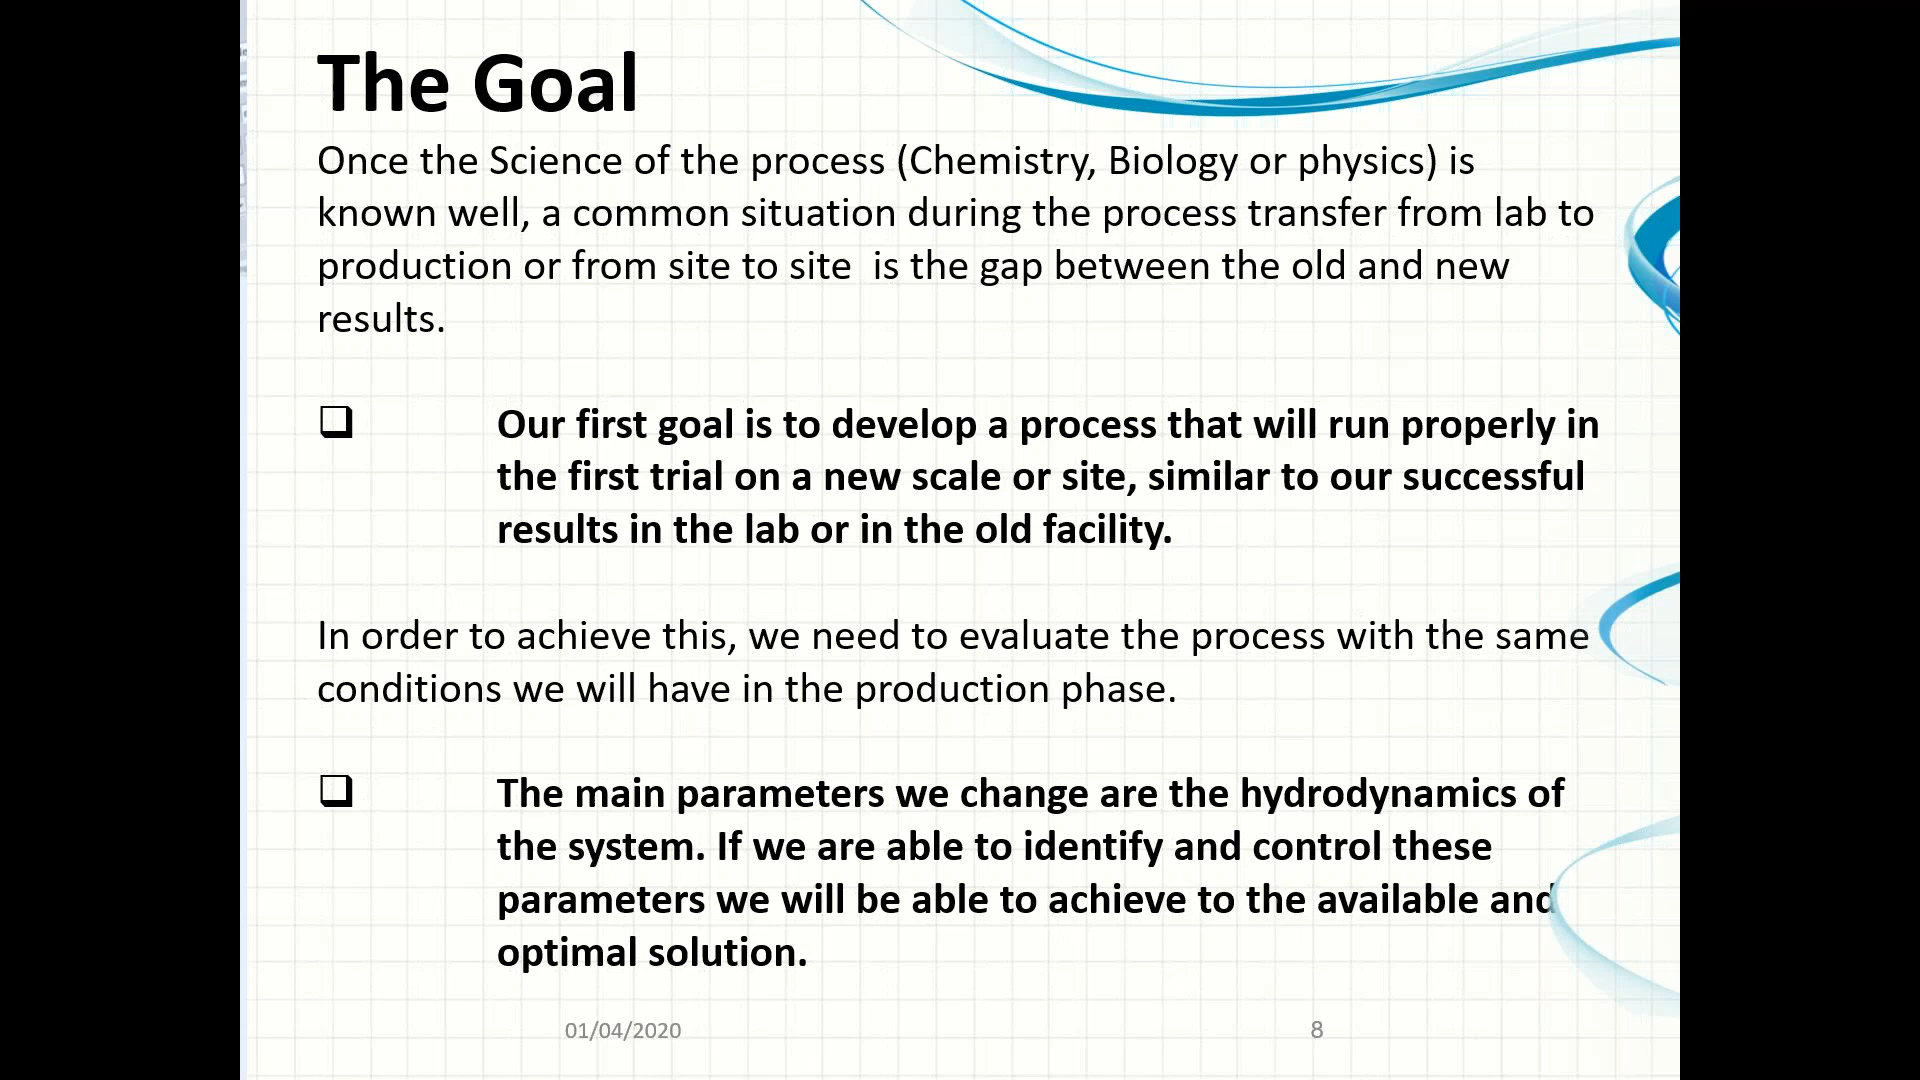 The Goal
Once the Science of the process (Chemistry, Biology or physics) is
known well, a common situation during the process transfer from lab to
production or from site to site  is the gap between the old and new
results.
❑ Our first goal is to develop a process that will run properly in
the first trial on a new scale or site, similar to our successful
results in the lab or in the old facility.
In order to achieve this, we need to evaluate the process with the same
conditions we will have in the production phase.
❑ The main parameters we change are the hydrodynamics of
the system. If we are able to identify and control these
parameters we will be able to achieve to the available and
optimal solution.
01/04/2020
8